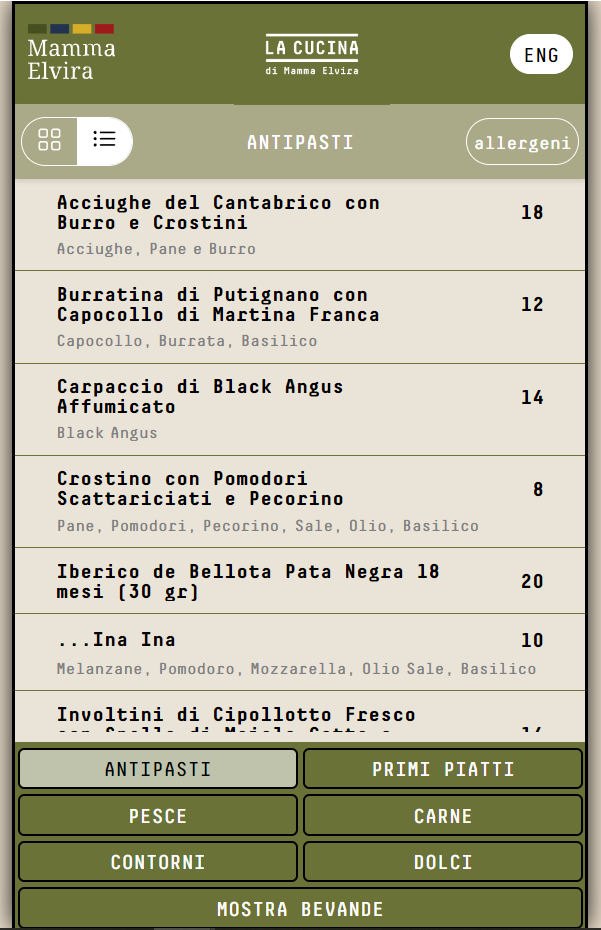 Mamma
Elvira
LA CUCINA
di Mamma Elvira
ENG
ANTIPASTI
allergeni
Acciughe del Cantabrico con
Burro e Crostini
18
Acciughe, Pane e Burro
Burratina di Putignano con
Capocollo di Martina Franca
12
Capocollo, Burrata, Basilico
Carpaccio di Black Angus
Affumicato
14
Black Angus
Crostino con Pomodori
Scattariciati e Pecorino
8
Pane, Pomodori, Pecorino, Sale, Olio, Basilico
Iberico de Bellota Pata Negra 18
mesi (30 gr)
20
...Ina Ina
10
Melanzane, Pomodoro, Mozzarella, Olio Sale, Basilico
Involtini di Cipollotto Fresco
ANTIPASTI
PRIMI PIATTI
PESCE
CARNE
CONTORNI
DOLCI
MOSTRA BEVANDE